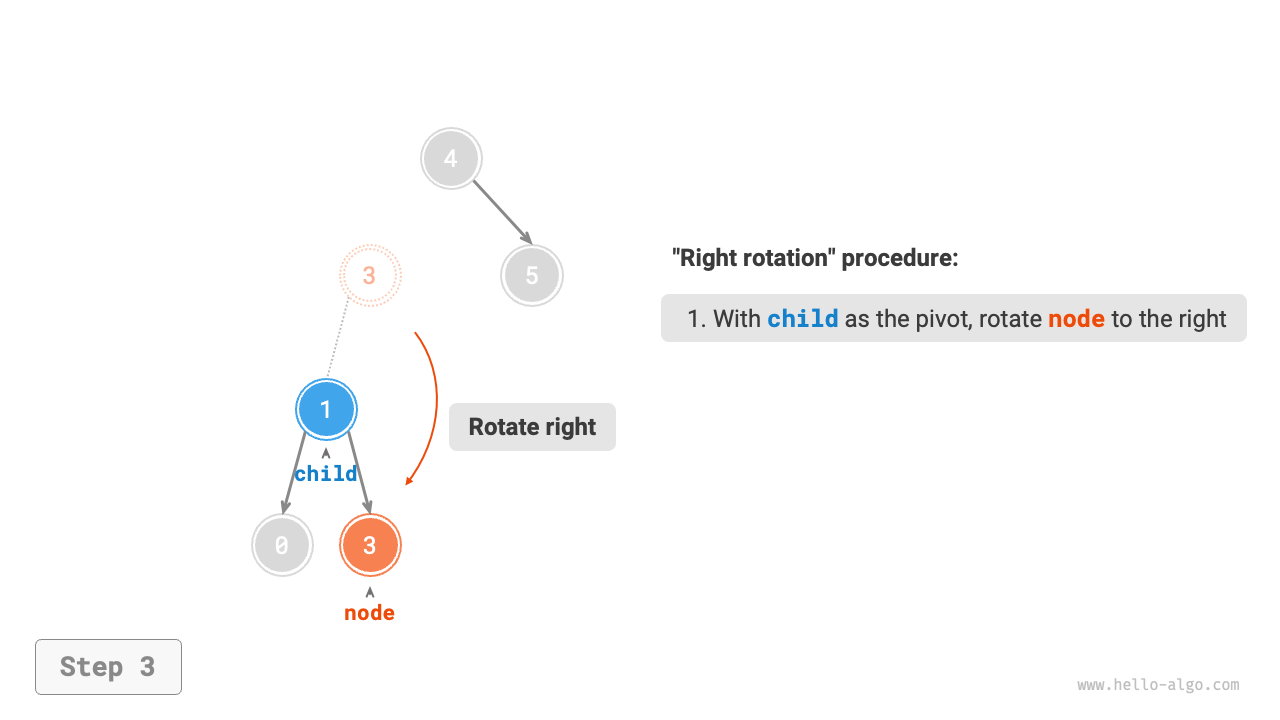 4
3
5
"Right rotation" procedure:
1. With child as the pivot, rotate node to the right
1
Rotate right
child
0
3
node
Step 3
www.hello-algo.com